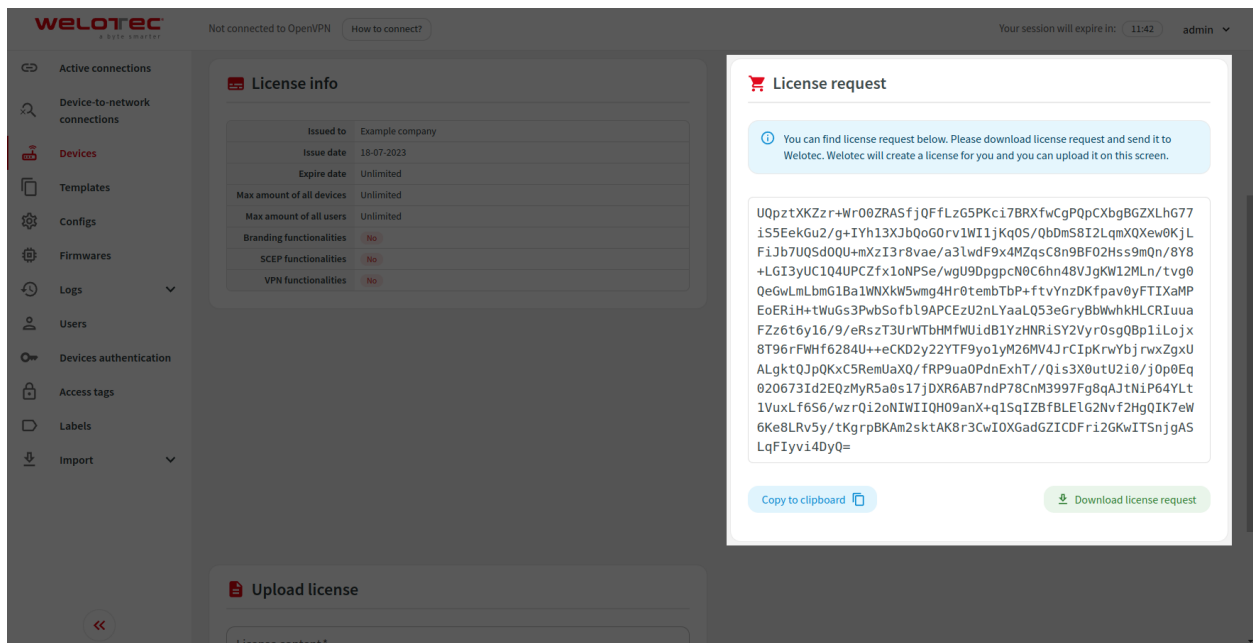 WELOTEC
a byte smarter
Not connected to OpenVPN
How to connect?
Your session will expire in: 11:42
admin
Active connections
Device-to-network
connections
Devices
Templates
Configs
Firmwares
Logs
Users
Devices authentication
Access tags
Labels
Import
License info
Issued to Example company
Issue date 18-07-2023
Expire date Unlimited
Max amount of all devices Unlimited
Max amount of all users Unlimited
Branding functionalities No
SCEP functionalities No
VPN functionalities No
License request
You can find license request below. Please download license request and send it to
Welotec. Welotec will create a license for you and you can upload it on this screen.
UQpztXKZzr+WrO0ZRASfjQFfLzG5PKci7BRXfwCgPQpCXbgBGZXLhG77
iS5EekGu2/g+IYh13XJbQoGOrv1WI1jKqOS/QbDmS8I2LqmXQXew0KjL
FiJb7UQSdOQU+mXzI3r8vae/a3lwdF9x4MZqsC8n9BFO2Hss9mQn/8Y8
+LGI3yUC1Q4UPCZfx1oNPSe/wgU9DpgpcN0C6hn48VJgKW12MLn/tvg0
QeGwLmLbmG1Ba1WNXkW5wmg4Hr0tembTbP+ftvYnzDKfpav0yFTIXaMP
EoERiH+tWuGs3PwbSofbl9APCEzU2nLYaaLQ53eGryBbWwhkHLCRIuua
FZz6t6y16/9/eRszT3UrWTbHMfWUidB1YzHNRiSY2VyrOsgQBp1iLojx
8T96rFWHf6284U++eCKD2y22YTF9yo1yM26MV4JrCIpKrwYbjrwxZgxU
ALgktQJpQKxC5RemUaXQ/fRP9uaOPdnExhT//Qis3X0utU2i0/jOp0Eq
02O673Id2EQzMyR5a0s17jDXR6AB7ndP78CnM3997Fg8qAJtNiP64YLt
1VuxLf6S6/wzrQi2oNIWIIQHO9anX+q1SqIZBfBLElG2Nvf2HgQIK7eW
6Ke8LRv5y/tKgrpBKAm2sktAK8r3CwIOXGadGZICDFri2GKwITSnjgAS
LqFIyvi4DyQ=
Copy to clipboard
Download license request
Upload license
License content *